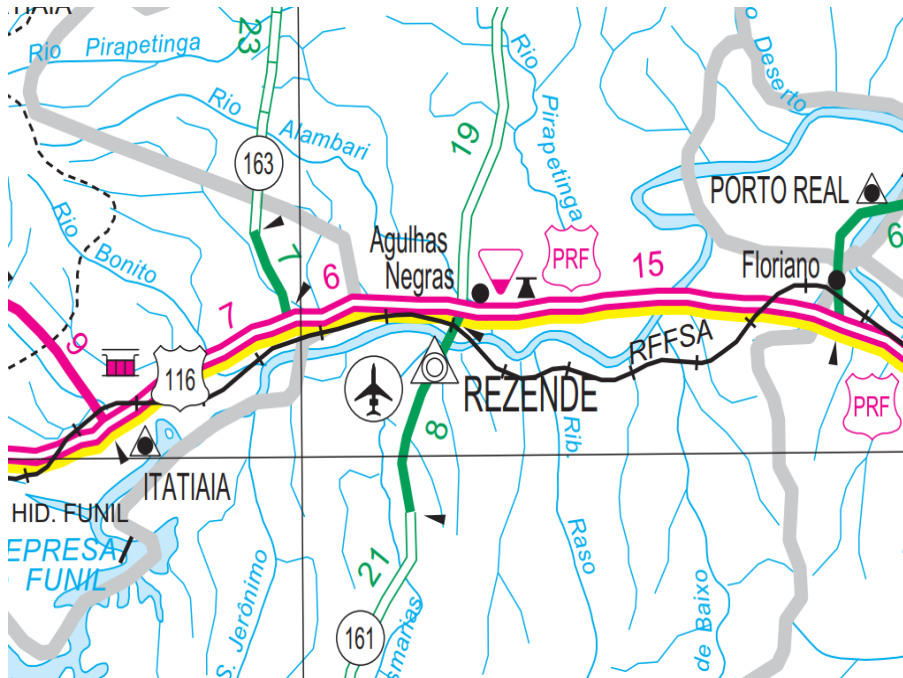 Rio Pirapetinga
23
Rio Alambari
163
7
Rio Bonito
19
Rio Pirapetinga
Deserto
PORTO REAL
6
Agulhas
Negras
PRF
15
Floriano
6
7
9
116
RFFSA
REZENDE
8
PRF
ITATIAIA
HID. FUNIL
EPRESA
FUNIL
S. Jerônimo
21
161
smarias
Rib.
Raso
de Baixo